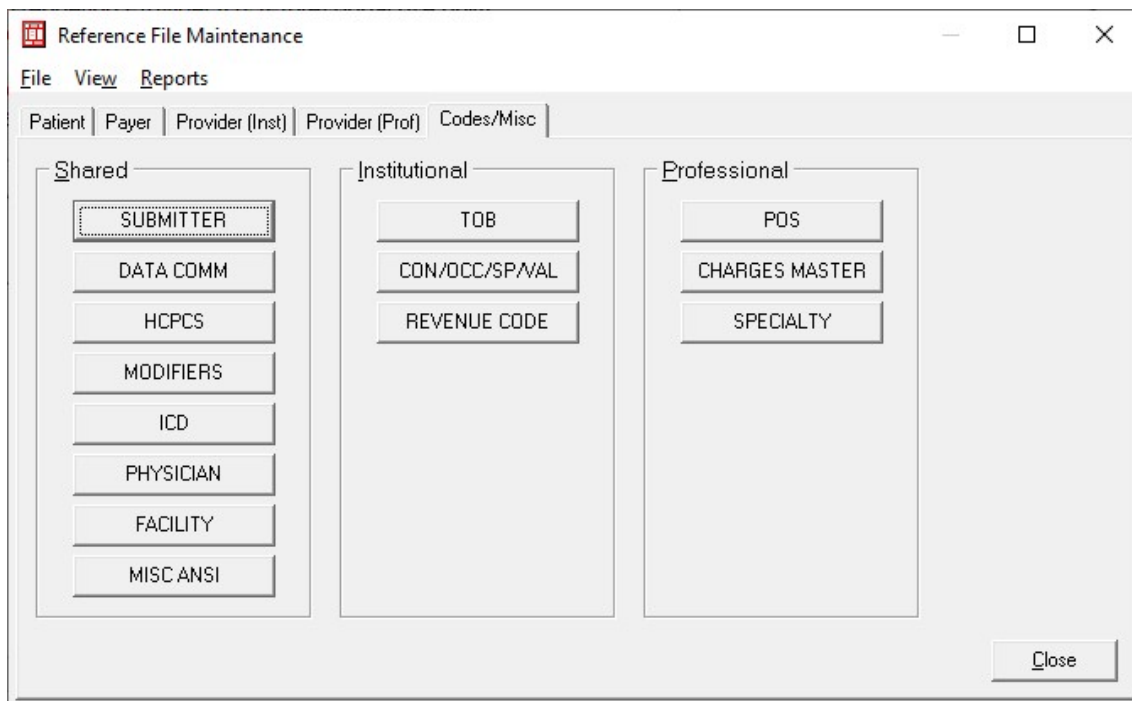 Reference File Maintenance
File View Reports
Patient Payer Provider (Inst) Provider (Prof) Codes/Misc
Shared
SUBMITTER
DATA COMM
HCPCS
MODIFIERS
ICD
PHYSICIAN
FACILITY
MISC ANSI
Institutional
TOB
CON/OCC/SP/VAL
REVENUE CODE
Professional
POS
CHARGES MASTER
SPECIALTY
Close